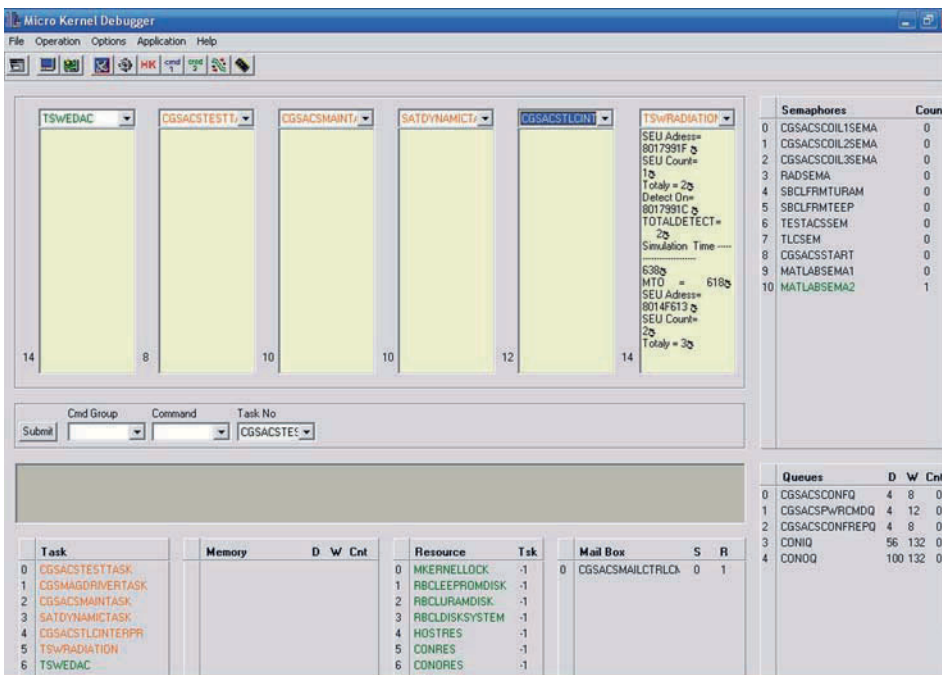 Micro Kernel Debugger
File Operation Options Application Help
HK cmd 1 cmd 2
TSWEDAC CGSACSTESTT CGSACSMAINT SATDYNAMICT CGSACSTLCINT TSWRADIATION
SEU Adress=
8017991F
SEU Count=
1
Totaly = 2
Detect On=
8017991C
TOTALDETECT=
2
Simulation Time -----
------------------
638
MTO = 618
SEU Adress=
8014F613
SEU Count=
2
Totaly = 3
14 8 10 10 12 14
Semaphores Coun
0 CGSACSCOIL1SEMA 0
1 CGSACSCOIL2SEMA 0
2 CGSACSCOIL3SEMA 0
3 RADSEMA 0
4 SBCLFRMTURAM 0
5 SBCLFRMTEEP 0
6 TESTACSSEM 0
7 TLCSEM 0
8 CGSACSSTART 0
9 MATLABSEMA1 0
10 MATLABSEMA2 1
Cmd Group Command Task No
Submit CGSACSTES
Queues D W Cnt
0 CGSACSCONFQ 4 8 0
1 CGSACSPWRCMDQ 4 12 0
2 CGSACSCONFREPQ 4 8 0
3 CONIQ 56 132 0
4 CONOQ 100 132 0
Task
0 CGSACSTESTTASK
1 CGSMAGDRIVERTASK
2 CGSACSMAINTASK
3 SATDYNAMICTASK
4 CGSACSTLCINTERPR
5 TSWRADIATION
6 TSWEDAC
Memory D W Cnt
Resource Tsk
0 MKERNELLOCK -1
1 RBCLEEPROMDISK -1
2 RBCLURAMDISK -1
3 RBCLDISKSYSTEM -1
4 HOSTRES -1
5 CONRES -1
6 CONORES -1
Mail Box S R
0 CGSACSMAILCTRLCM 0 1